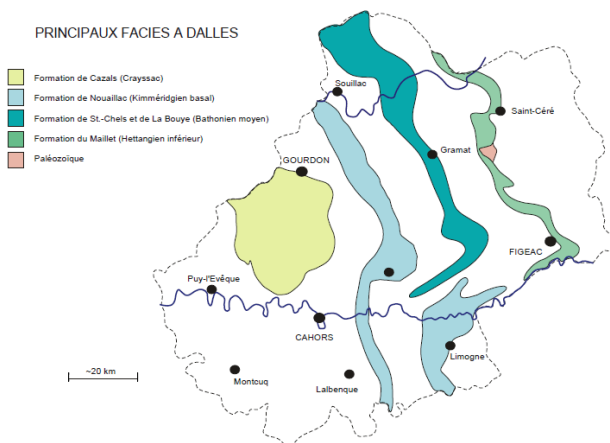 PRINCIPAUX FACIES A DALLES
Formation de Cazals (Crayssac)
Formation de Nouaillac (Kimméridgien basal)
Formation de St.-Chels et de La Bouye (Bathonien moyen)
Formation du Maillet (Hettangien inférieur)
Paléozoïque
Souillac
Saint-Céré
Gramat
GOURDON
FIGEAC
Puy-l'Evêque
CAHORS
Limogne
Montcuq
Lalbenque
~20 km